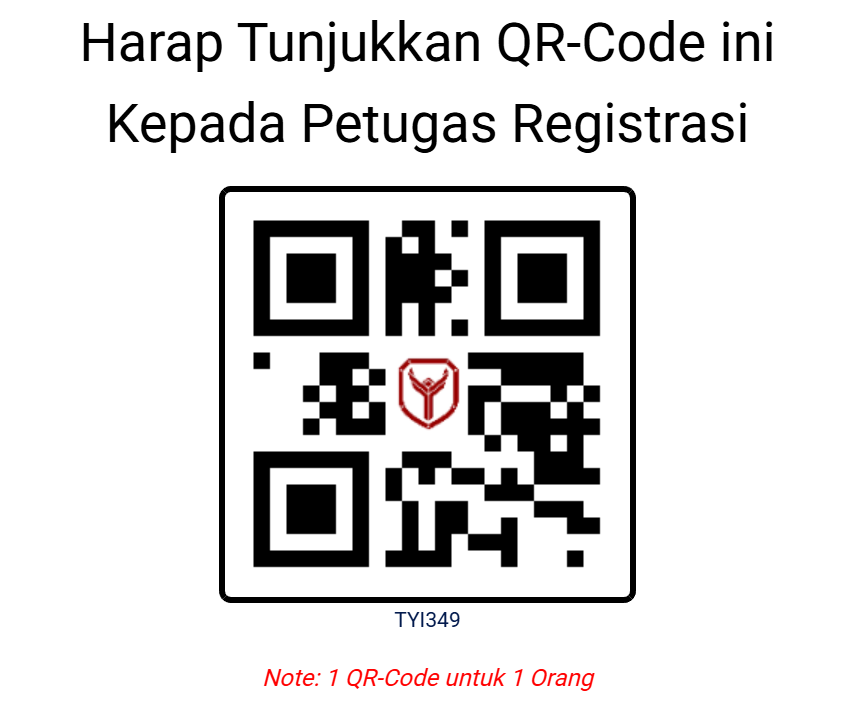 Harap Tunjukkan QR-Code ini
Kepada Petugas Registrasi
TYI349
Note: 1 QR-Code untuk 1 Orang